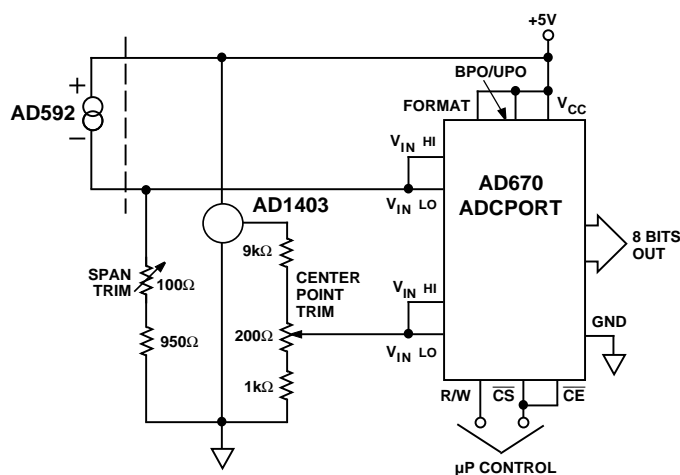 +5V
BPO/UPO
FORMAT
VCC
+
AD592
–
VIN HI
VIN LO
AD670
ADCPORT
8 BITS
OUT
AD1403
9kΩ
SPAN
TRIM
100Ω
CENTER
POINT
TRIM
200Ω
950Ω
1kΩ
VIN HI
VIN LO
GND
R/W
CS
CE
µP CONTROL